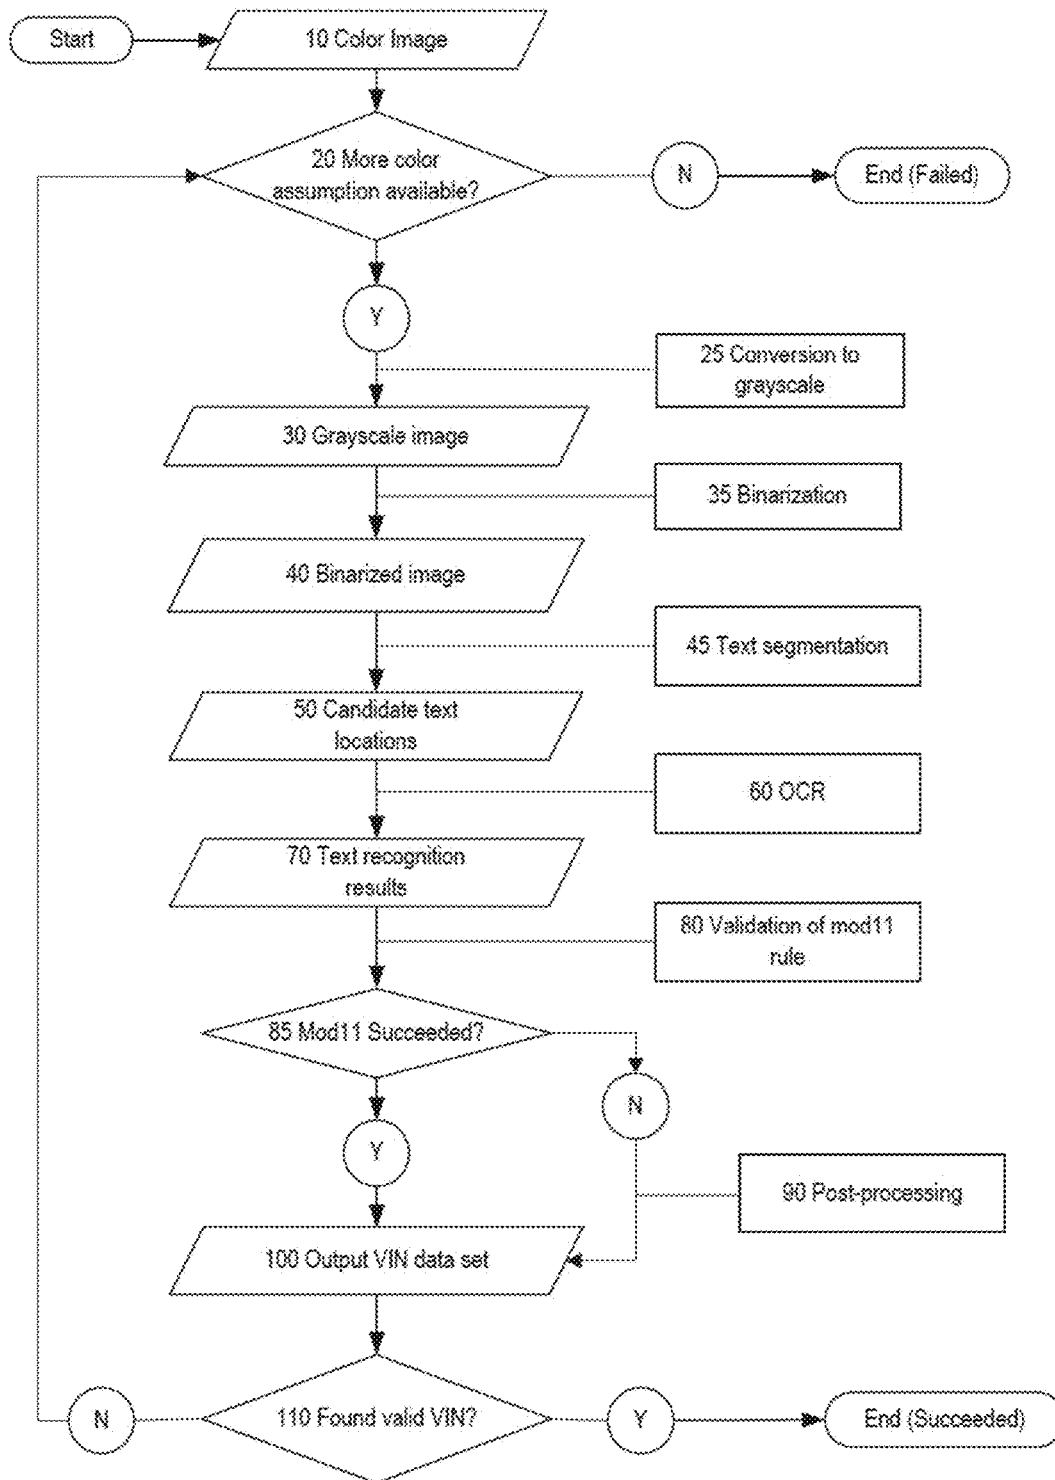 Start
10 Color Image
20 More color
assumption available?
N
End (Failed)
Y
25 Conversion to
grayscale
30 Grayscale image
35 Binarization
40 Binarized image
45 Text segmentation
50 Candidate text
locations
60 OCR
70 Text recognition
results
80 Validation of mod11
rule
85 Mod11 Succeeded?
N
Y
90 Post-processing
100 Output VIN data set
N
110 Found valid VIN?
Y
End (Succeeded)